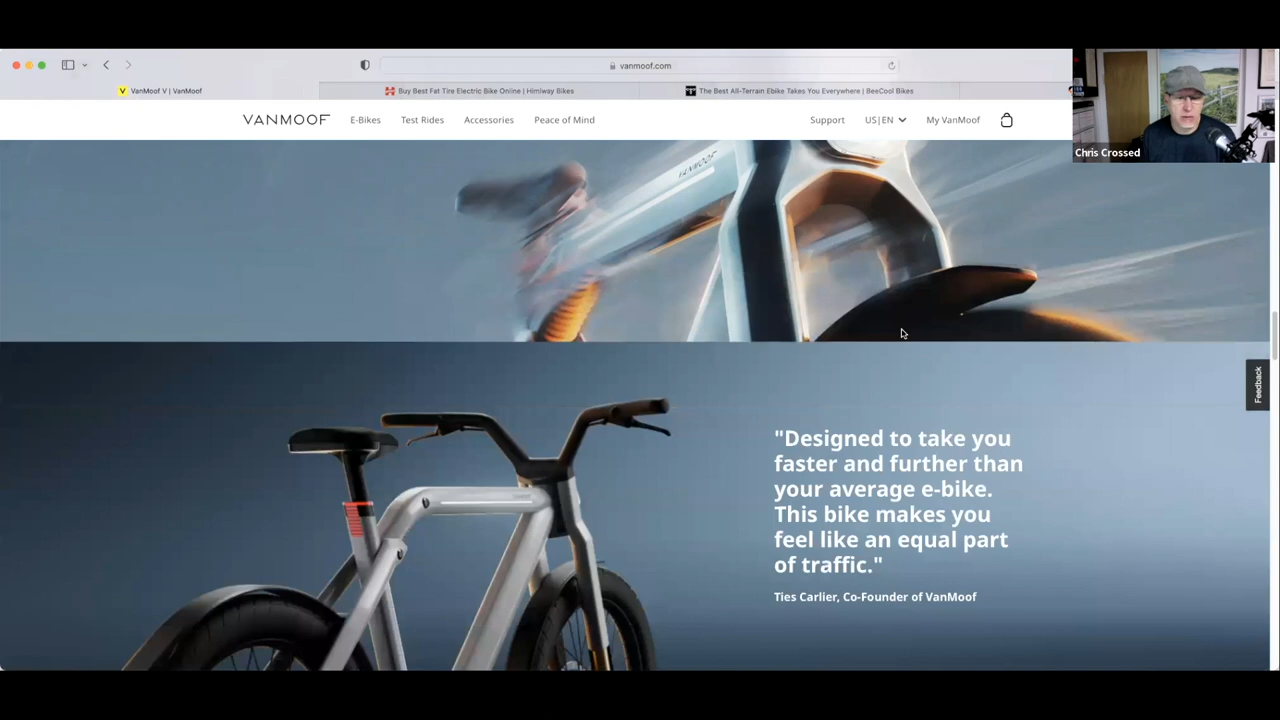 vanmoof.com
VanMoof V | VanMoof
Buy Best Fat Tire Electric Bike Online | Himiway Bikes
The Best All-Terrain Ebike Takes You Everywhere | BeeCool Bikes
VANMOOF
E-Bikes
Test Rides
Accessories
Peace of Mind
Support
US|EN
My VanMoof
Chris Crossed
VANMOOF
Feedback
"Designed to take you
faster and further than
your average e-bike.
This bike makes you
feel like an equal part
of traffic."
Ties Carlier, Co-Founder of VanMoof